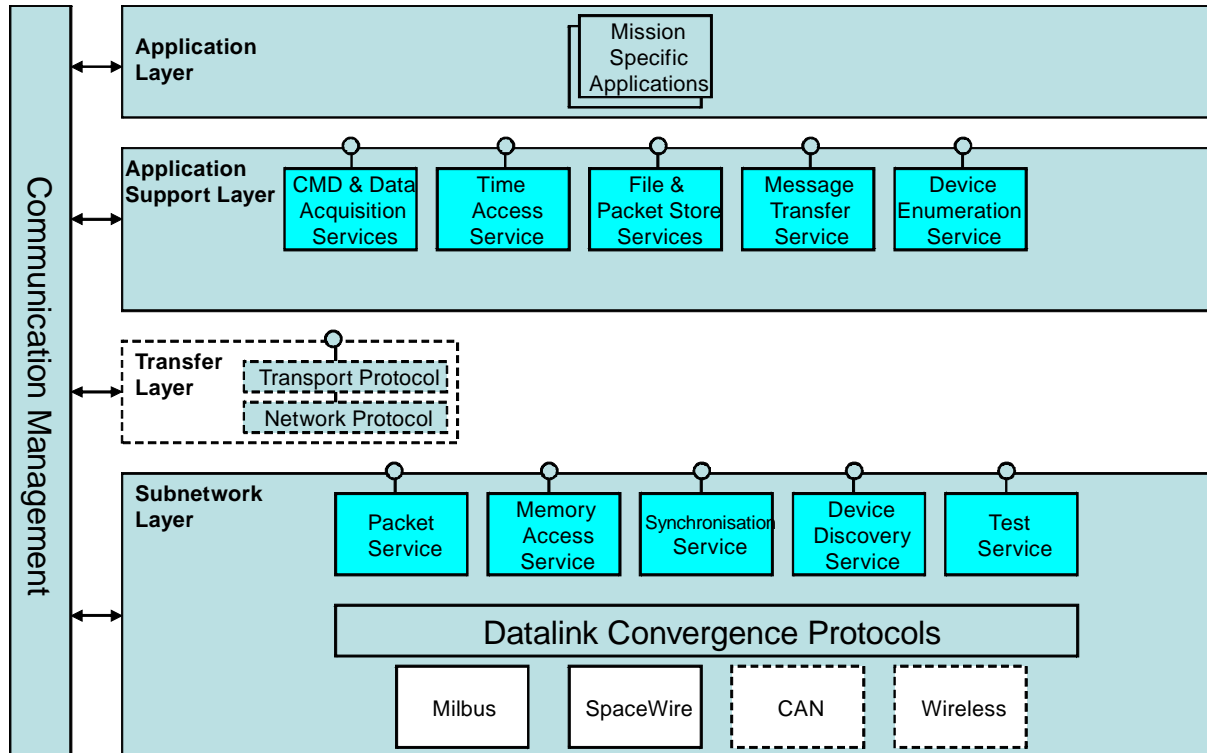 Communication Management
Application
Layer
Mission
Specific
Applications
Application
Support Layer
CMD & Data
Acquisition
Services
Time
Access
Service
File &
Packet Store
Services
Message
Transfer
Service
Device
Enumeration
Service
Transfer
Layer
Transport Protocol
Network Protocol
Subnetwork
Layer
Packet
Service
Memory
Access
Service
Synchronisation
Service
Device
Discovery
Service
Test
Service
Datalink Convergence Protocols
Milbus
SpaceWire
CAN
Wireless